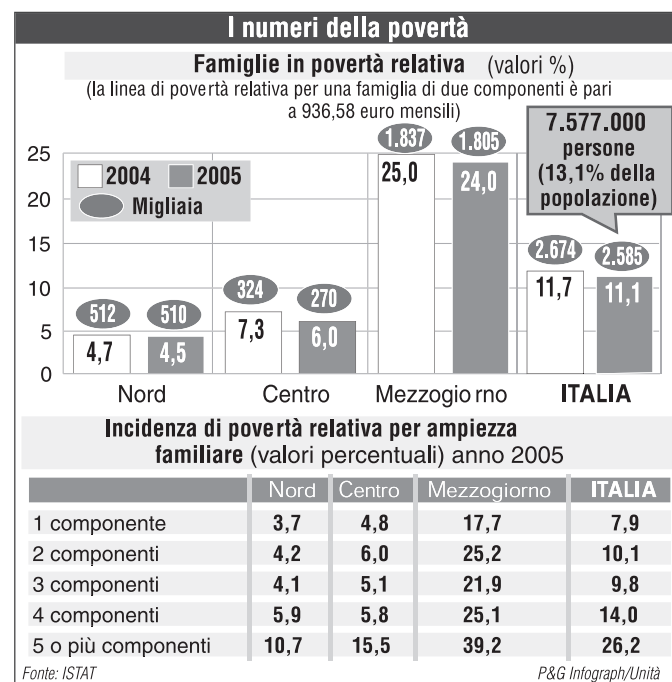 I numeri della povertà
Famiglie in povertà relativa (valori %)
(la linea di povertà relativa per una famiglia di due componenti è pari
a 936,58 euro mensili)
7.577.000
persone
(13,1% della
popolazione)
2004 2005
Migliaia
25
20
15
10
5
0
512 510
4,7 4,5
324 270
7,3 6,0
1.837 1.805
25,0 24,0
2.674 2.585
11,7 11,1
Nord Centro Mezzogiorno ITALIA
Incidenza di povertà relativa per ampiezza
familiare (valori percentuali) anno 2005
Nord Centro Mezzogiorno ITALIA
1 componente 3,7 4,8 17,7 7,9
2 componenti 4,2 6,0 25,2 10,1
3 componenti 4,1 5,1 21,9 9,8
4 componenti 5,9 5,8 25,1 14,0
5 o più componenti 10,7 15,5 39,2 26,2
Fonte: ISTAT P&G Infograph/Unità